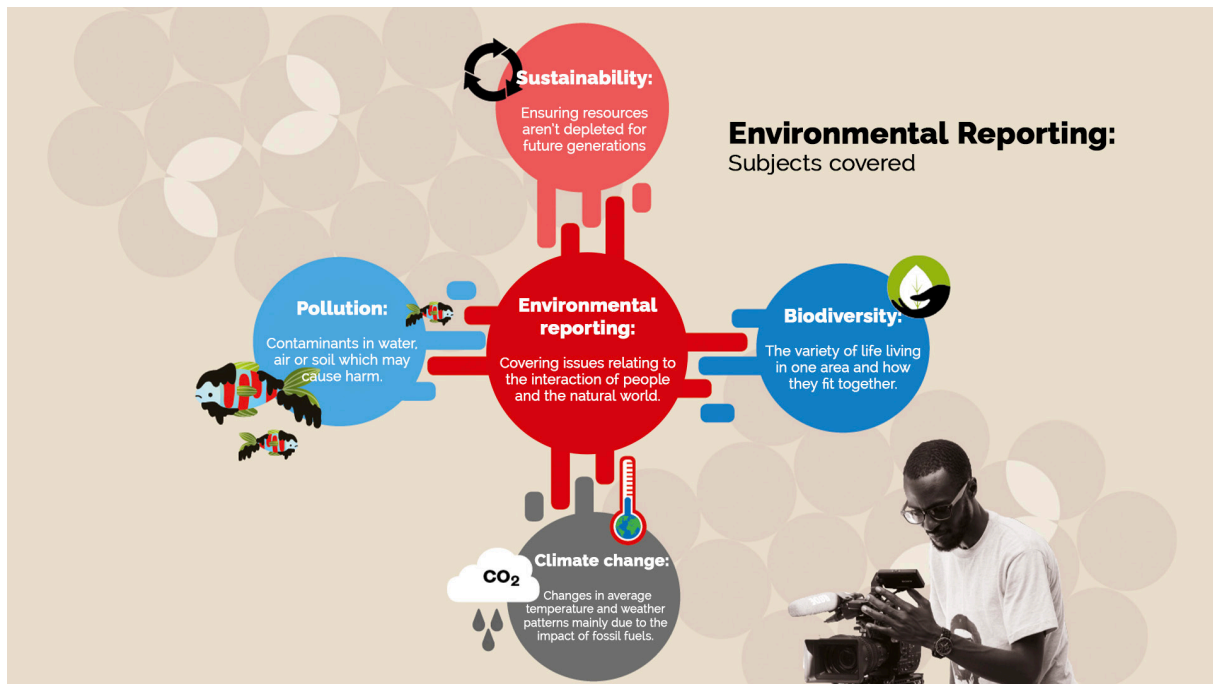 Environmental Reporting:
Subjects covered
Sustainability:
Ensuring resources
aren't depleted for
future generations
Pollution:
Contaminants in water,
air or soil which may
cause harm.
Environmental
reporting:
Covering issues relating to
the interaction of people
and the natural world.
Biodiversity:
The variety of life living
in one area and how
they fit together.
CO₂
Climate change:
Changes in average
temperature and weather
patterns mainly due to the
impact of fossil fuels.